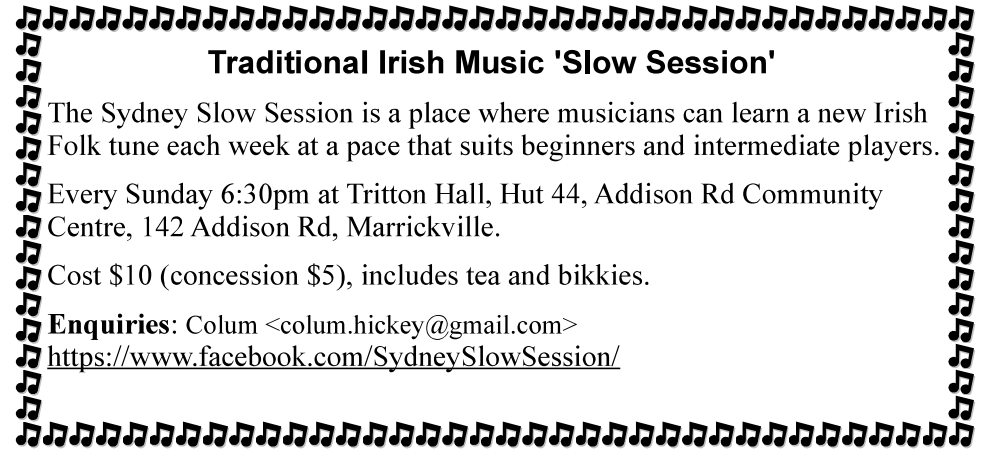 Traditional Irish Music 'Slow Session'
The Sydney Slow Session is a place where musicians can learn a new Irish
Folk tune each week at a pace that suits beginners and intermediate players.
Every Sunday 6:30pm at Tritton Hall, Hut 44, Addison Rd Community
Centre, 142 Addison Rd, Marrickville.
Cost $10 (concession $5), includes tea and bikkies.
Enquiries: Colum <colum.hickey@gmail.com>
https://www.facebook.com/SydneySlowSession/